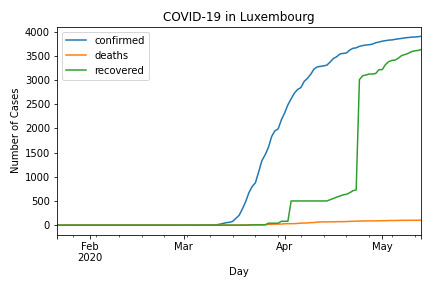 COVID-19 in Luxembourg
confirmed
deaths
recovered
Number of Cases
4000
3500
3000
2500
2000
1500
1000
500
0
Feb
2020
Mar
Apr
May
Day